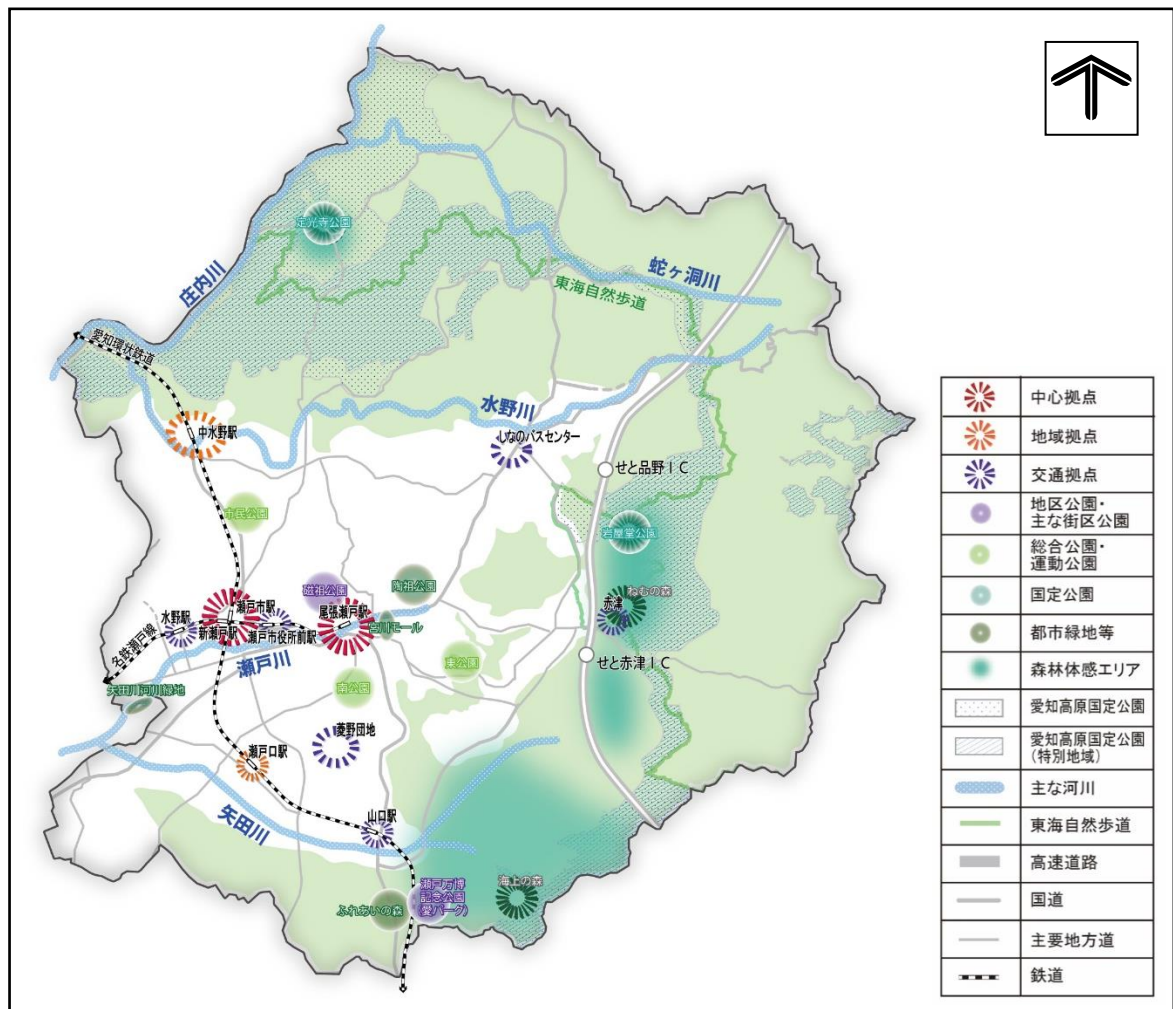 定光寺公園
庄内川
蛇ヶ洞川
東海自然歩道
愛知環状鉄道
水野川
中水野駅
しなのバスセンター
せと品野IC
市民公園
岩屋堂公園
磁祖公園
陶祖公園
ねむの森
赤津
瀬戸市駅
尾張瀬戸駅
水野駅
新瀬戸駅
瀬戸市役所前駅
宮川モール
名鉄瀬戸線
瀬戸川
せと赤津IC
東公園
南公園
矢田川河川緑地
菱野団地
瀬戸口駅
山口駅
矢田川
海上の森
瀬戸万博
記念公園
(愛パーク)
ふれあいの森
中心拠点
地域拠点
交通拠点
地区公園・
主な街区公園
総合公園・
運動公園
国定公園
都市緑地等
森林体感エリア
愛知高原国定公園
愛知高原国定公園
(特別地域)
主な河川
東海自然歩道
高速道路
国道
主要地方道
鉄道